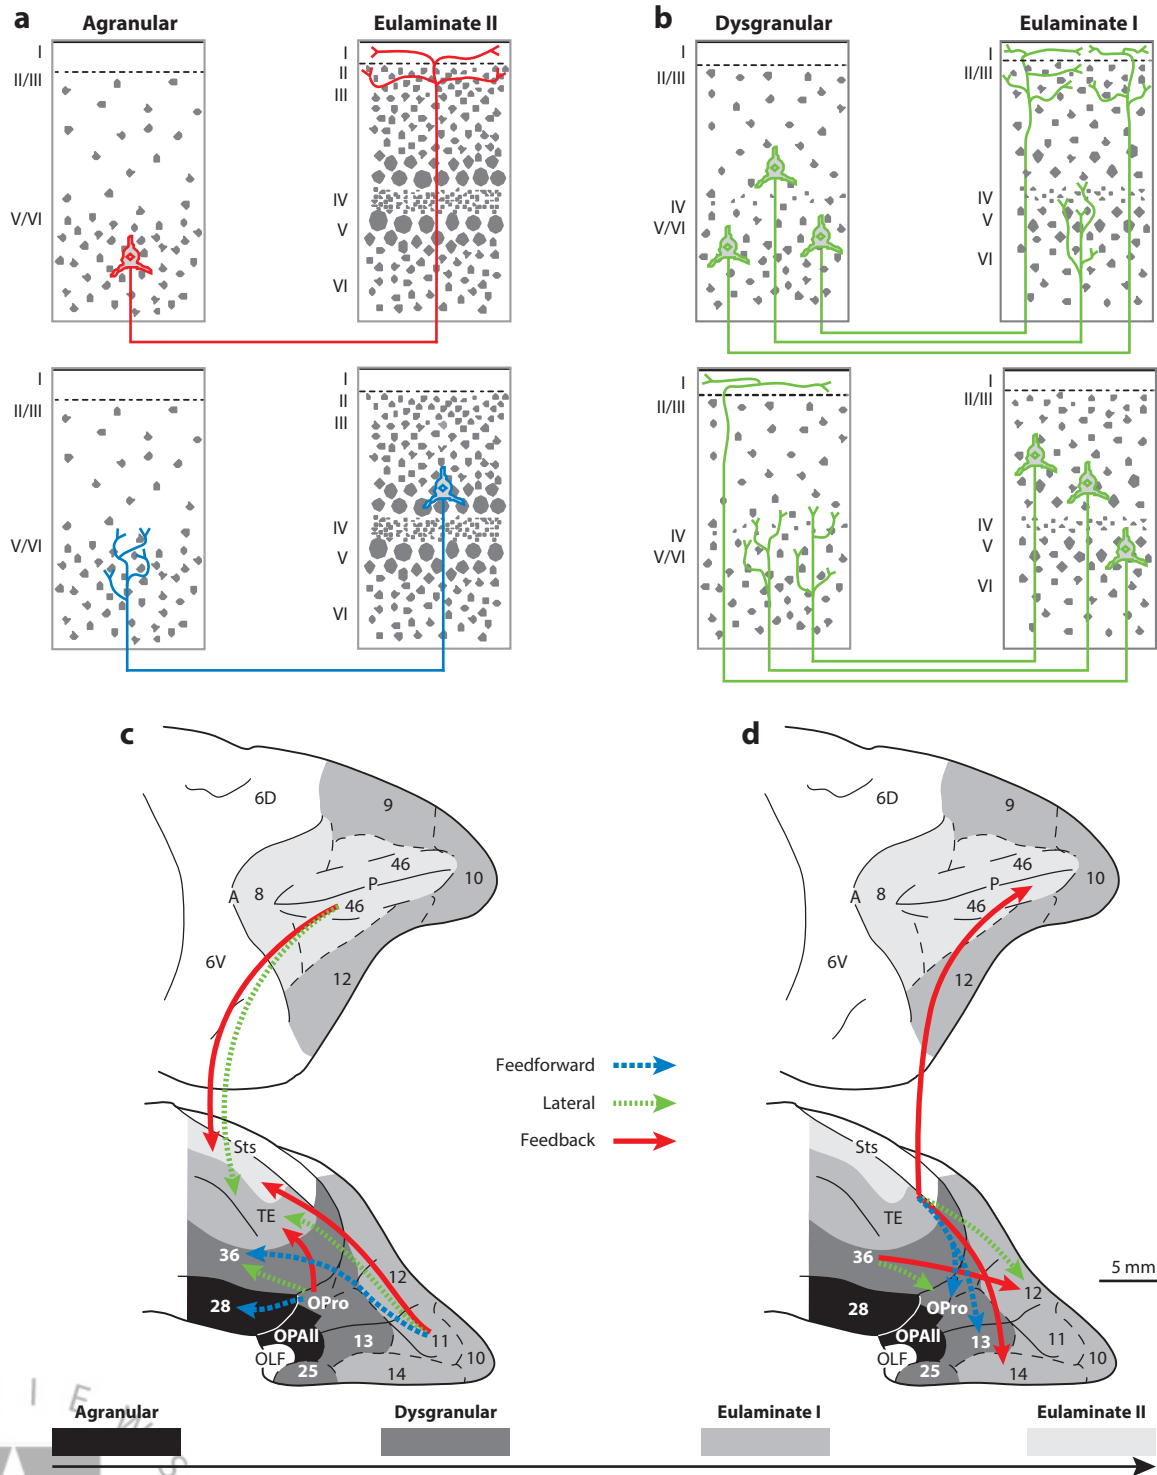 a
Agranular
Eulaminate II
I
II/III
V/VI
I
II
III
IV
V
VI
I
II/III
V/VI
I
II
III
IV
V
VI
b
Dysgranular
Eulaminate I
I
II/III
IV
V/VI
I
II/III
IV
V
VI
I
II/III
IV
V/VI
I
II/III
IV
V
VI
c
6D
9
46
P
10
A
8
46
6V
12
Sts
TE
36
12
28
OPro
OPAll
13
11
OLF
10
25
14
Feedforward
Lateral
Feedback
d
6D
9
46
P
10
A
8
46
6V
12
Sts
TE
36
12
28
OPro
OPAll
13
11
OLF
10
25
14
5 mm
Agranular
Dysgranular
Eulaminate I
Eulaminate II
I E W S